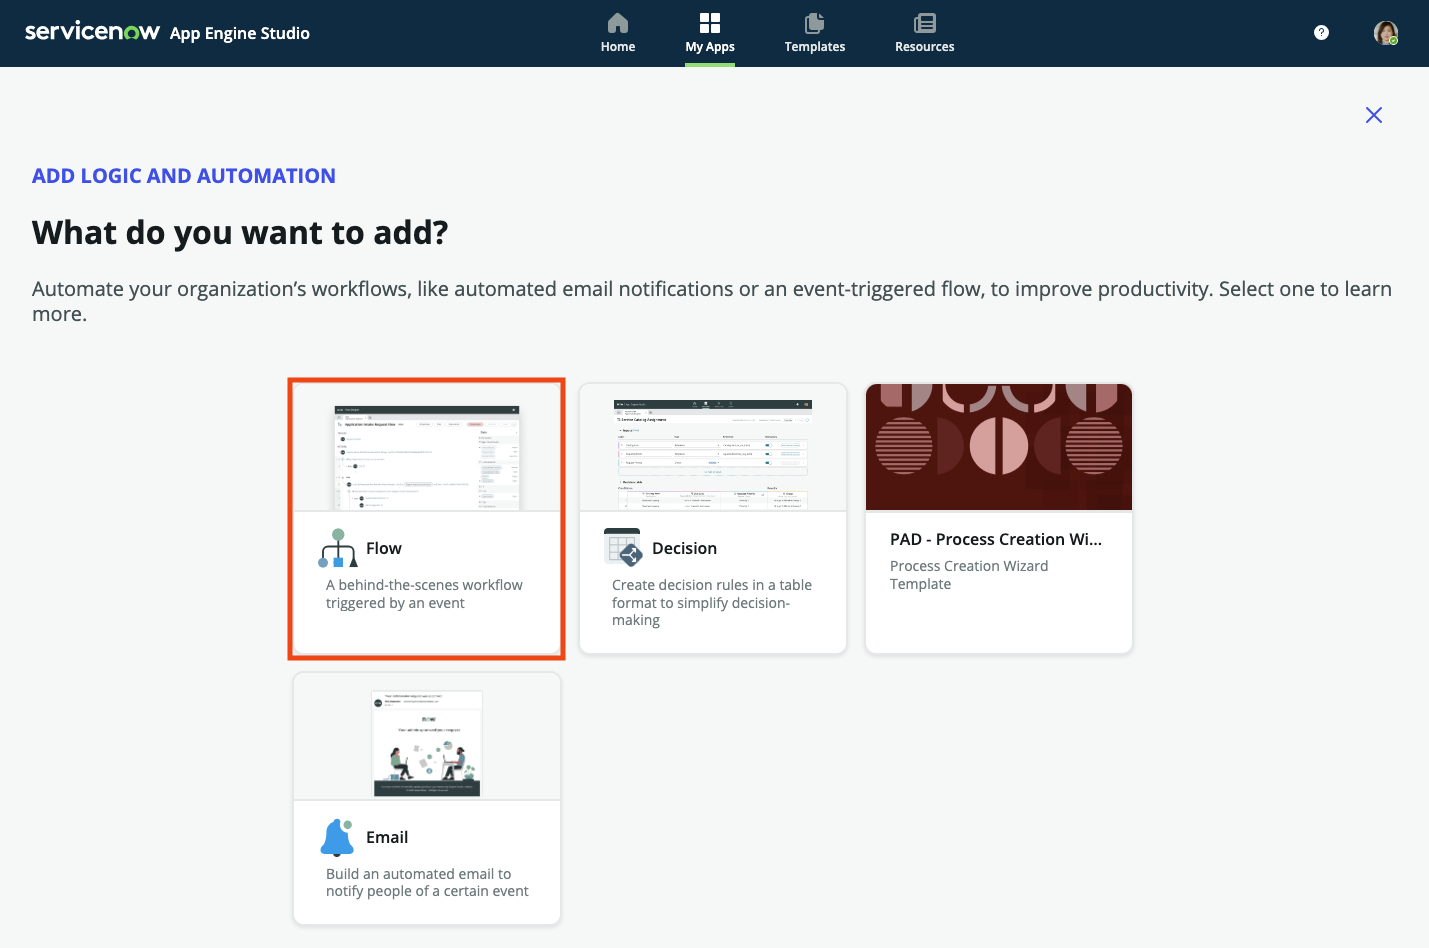 servicenow App Engine Studio
Home
My Apps
Templates
Resources
?
ADD LOGIC AND AUTOMATION
What do you want to add?
Automate your organization’s workflows, like automated email notifications or an event-triggered flow, to improve productivity. Select one to learn
more.
Flow
A behind-the-scenes workflow
triggered by an event
Decision
Create decision rules in a table
format to simplify decision-
making
PAD - Process Creation Wi...
Process Creation Wizard
Template
now
Email
Build an automated email to
notify people of a certain event